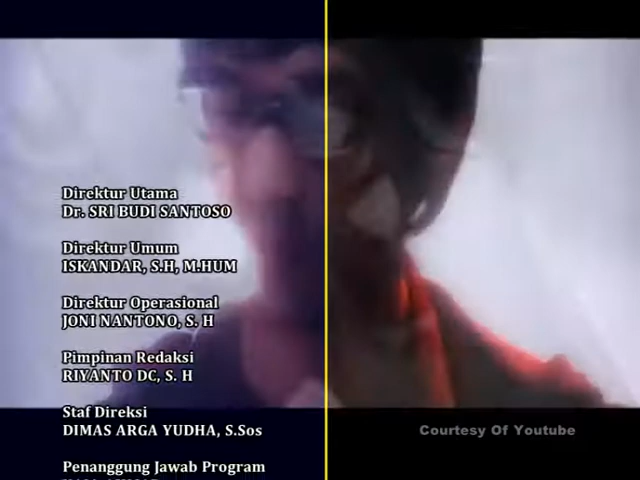 Direktur Utama
Dr. SRI BUDI SANTOSO
Direktur Umum
ISKANDAR, S.H, M.HUM
Direktur Operasional
JONI NANTONO, S. H
Pimpinan Redaksi
RIYANTO DC, S. H
Staf Direksi
DIMAS ARGA YUDHA, S.Sos
Penanggung Jawab Program
Courtesy Of Youtube